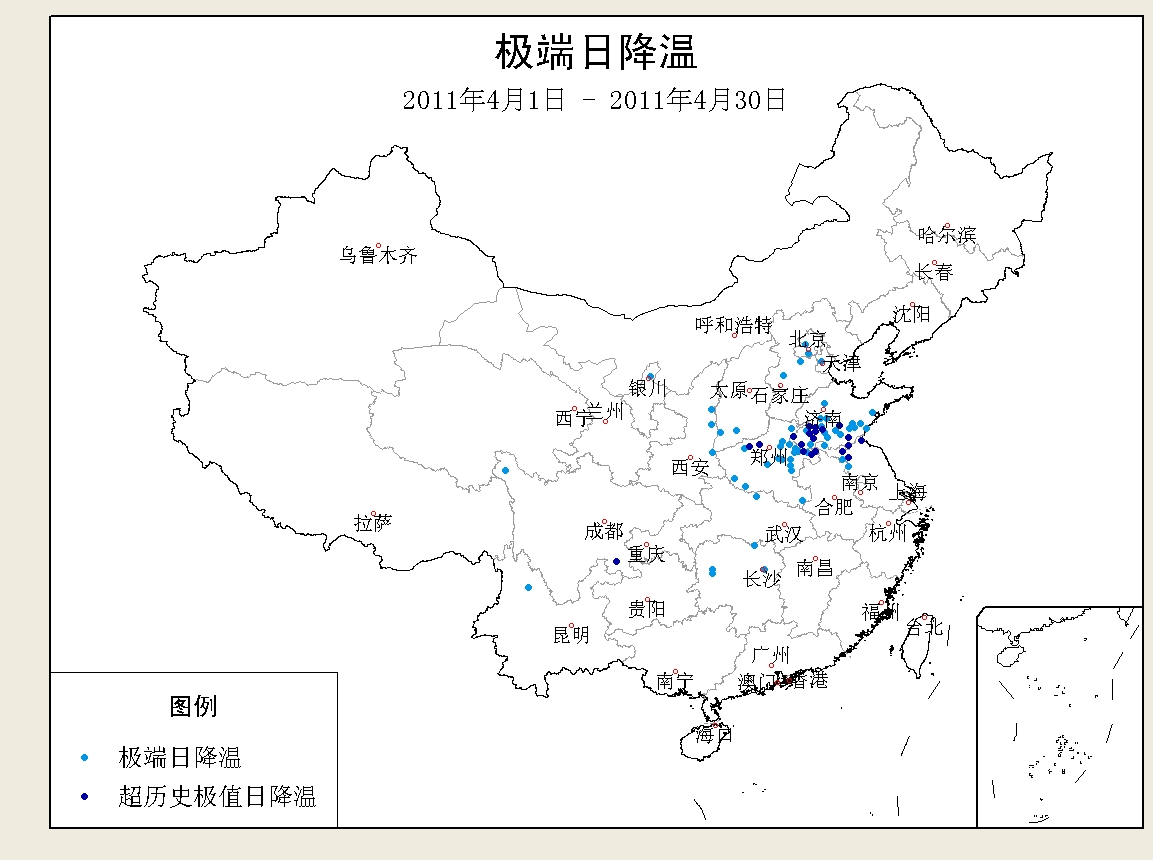 极端日降温
2011年4月1日 - 2011年4月30日
哈尔滨
乌鲁木齐
长春
沈阳
呼和浩特
北京
天津
银川
太原
石家庄
西宁
兰州
济南
西安
郑州
南京
上海
合肥
拉萨
成都
武汉
杭州
重庆
南昌
长沙
贵阳
福州
台北
昆明
广州
南宁
澳门
香港
海口
图例
极端日降温
超历史极值日降温